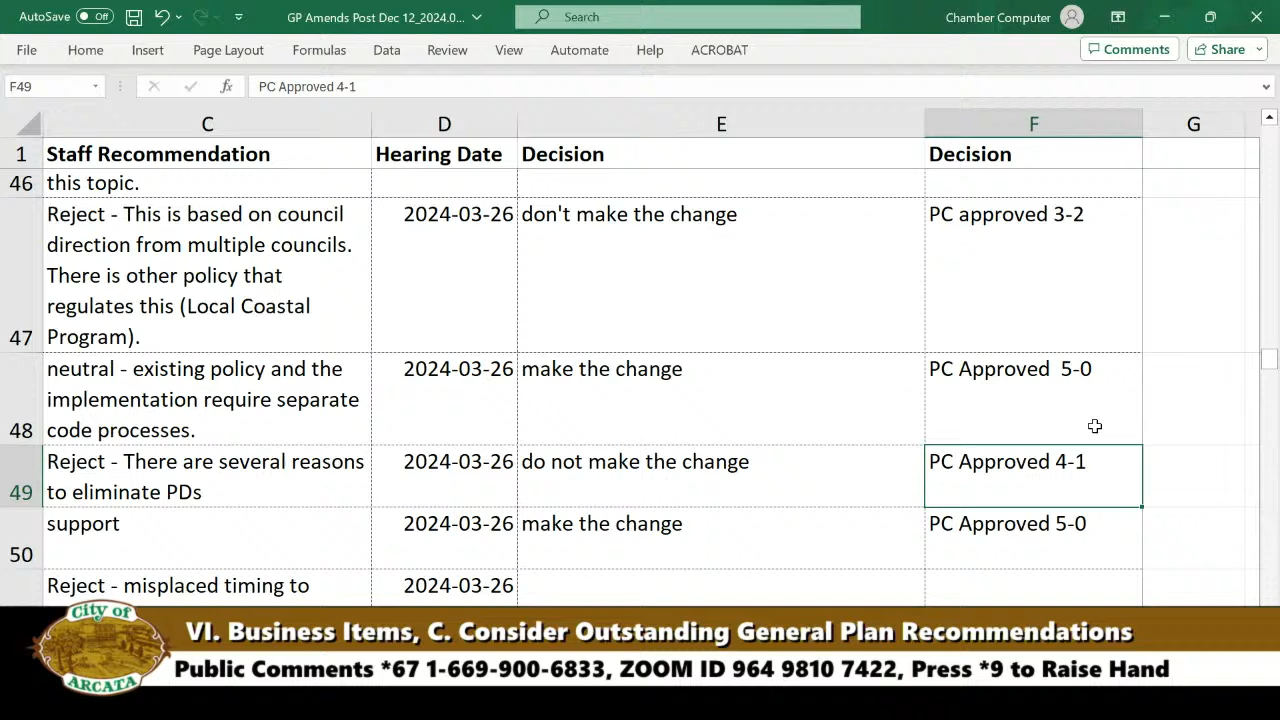 AutoSave Off GP Amends Post Dec 12_2024.0... Search Chamber Computer
File Home Insert Page Layout Formulas Data Review View Automate Help ACROBAT Comments Share
F49 fx PC Approved 4-1
C D E F G
1 Staff Recommendation Hearing Date Decision Decision
46 this topic.
Reject - This is based on council 2024-03-26 don't make the change PC approved 3-2
direction from multiple councils.
There is other policy that
regulates this (Local Coastal
47 Program).
neutral - existing policy and the 2024-03-26 make the change PC Approved  5-0
implementation require separate
48 code processes.
Reject - There are several reasons 2024-03-26 do not make the change PC Approved 4-1
49 to eliminate PDs
support 2024-03-26 make the change PC Approved 5-0
50
Reject - misplaced timing to 2024-03-26
City of
ARCATA
VI. Business Items, C. Consider Outstanding General Plan Recommendations
Public Comments *67 1-669-900-6833, ZOOM ID 964 9810 7422, Press *9 to Raise Hand